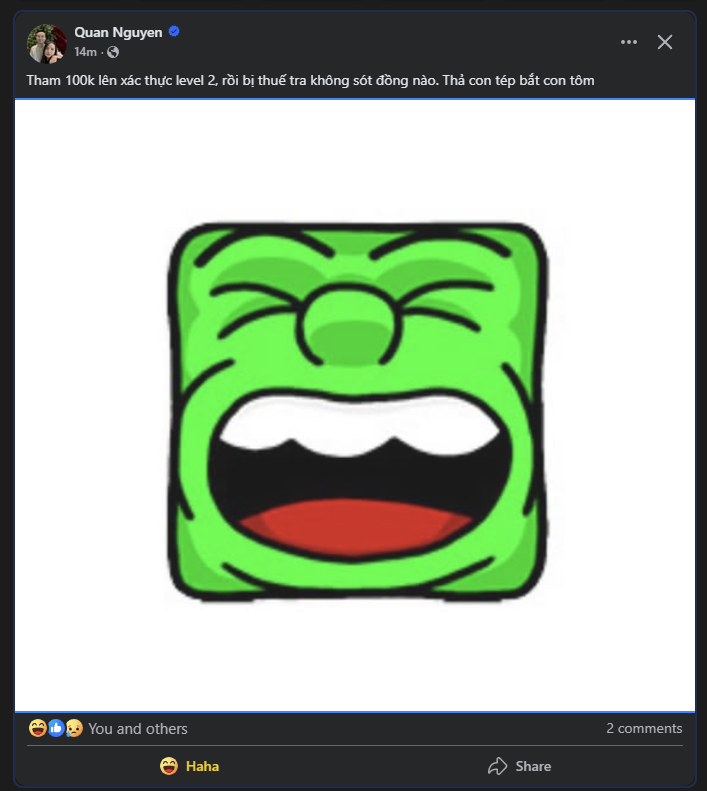 Quan Nguyen
14m ·
Tham 100k lên xác thực level 2, rồi bị thuế tra không sót đồng nào. Thả con tép bắt con tôm
You and others
2 comments
Haha
Share